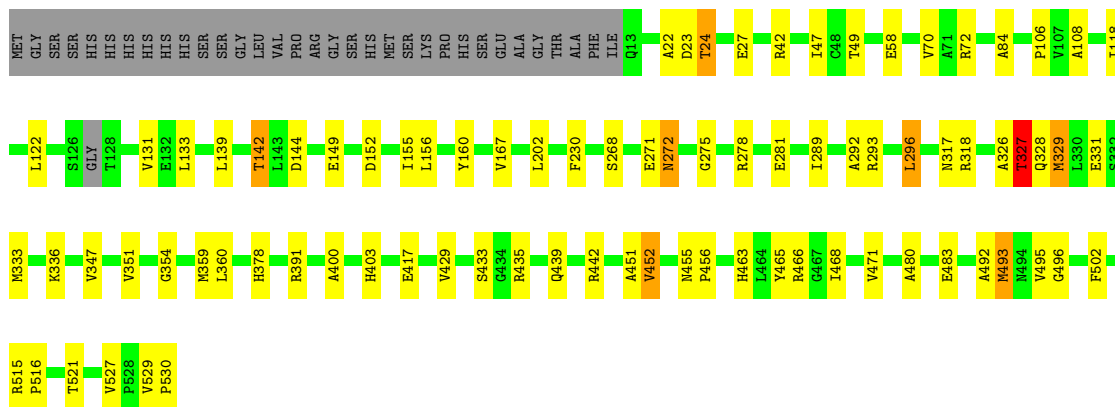 MET GLY SER SER HIS HIS HIS HIS HIS HIS SER SER GLY LEU VAL PRO ARG GLY SER HIS MET SER LYS PRO HIS SER GLU ALA GLY THR ALA PHE ILE Q13 A22 D23 T24 E27 R42 I47 C48 T49 E58 V70 A71 R72 A84 P106 V107 A108 I118
L122 S126 GLY T128 V131 E132 L133 L139 T142 L143 D144 E149 D152 I155 L156 Y160 V167 L202 F230 S268 E271 N272 G275 R278 E281 I289 A292 R293 L296 N317 R318 A326 T327 Q328 M329 L330 E331 S332
M333 K336 V347 V351 G354 M359 L360 H378 R391 A400 H403 E417 V429 S433 G434 R435 Q439 R442 A451 V452 N455 P456 H463 L464 Y465 R466 G467 I468 V471 A480 E483 A492 M493 N494 V495 G496 F502
R515 P516 T521 V527 P528 V529 P530